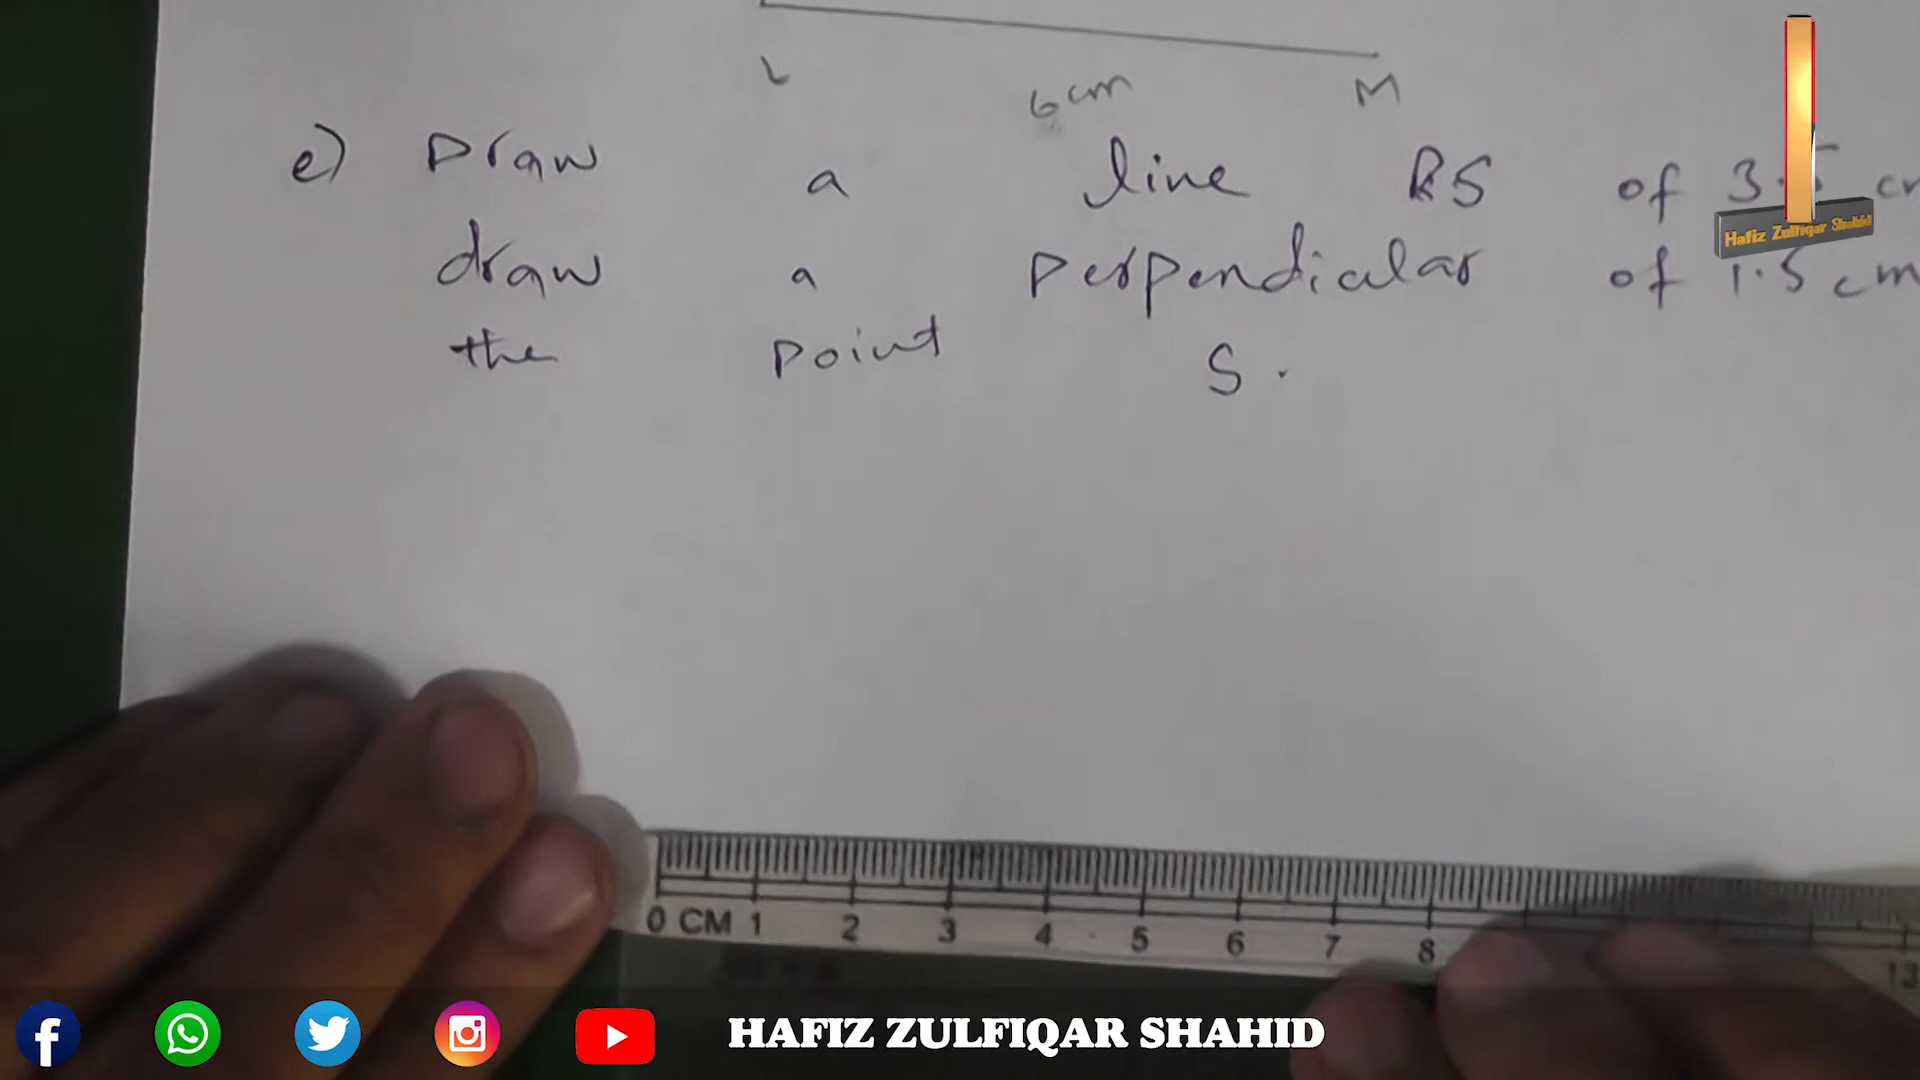 L
6cm
M
e) Draw a line RS of 3.5 cm
draw a perpendicular of 1.5 cm
the point S.
Hafiz Zulfiqar Shahid
0 CM 1 2 3 4 5 6 7 8 13
HAFIZ ZULFIQAR SHAHID